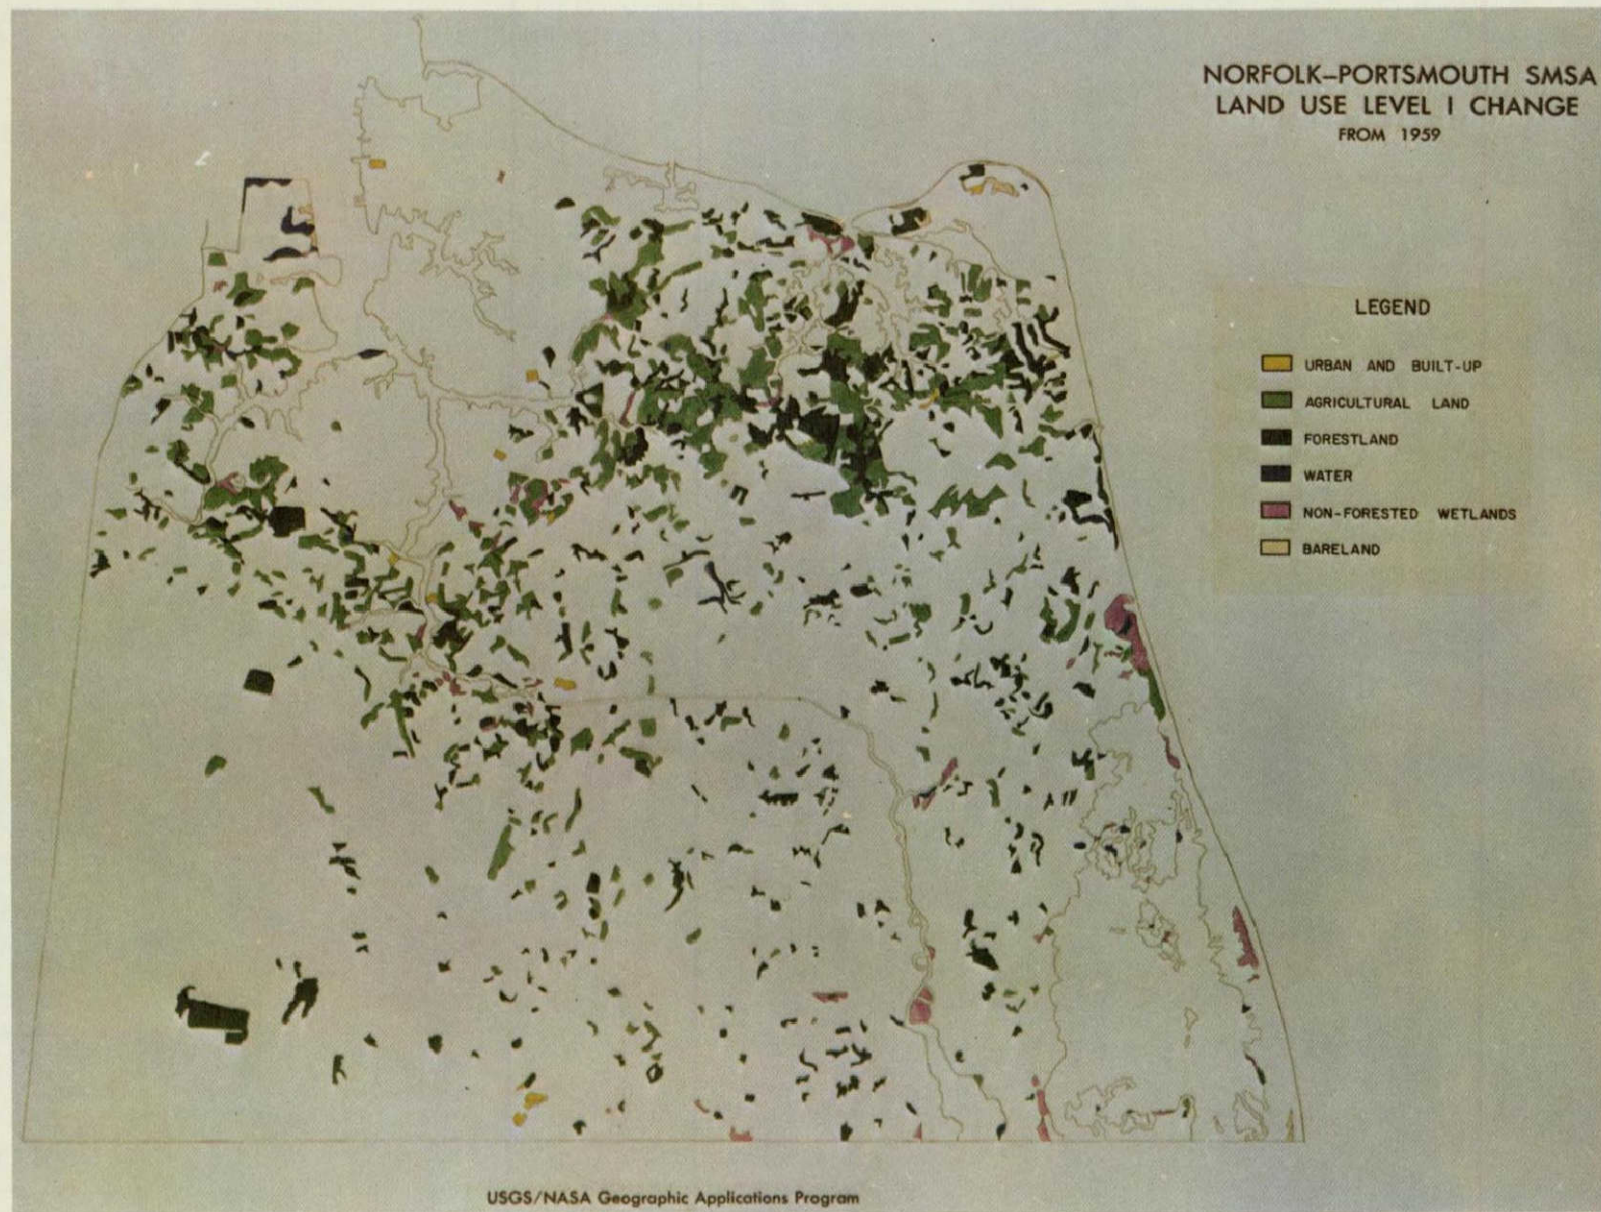 NORFOLK–PORTSMOUTH SMSA
LAND USE LEVEL I CHANGE
FROM 1959
LEGEND
URBAN AND BUILT-UP
AGRICULTURAL LAND
FORESTLAND
WATER
NON-FORESTED WETLANDS
BARELAND
USGS/NASA Geographic Applications Program